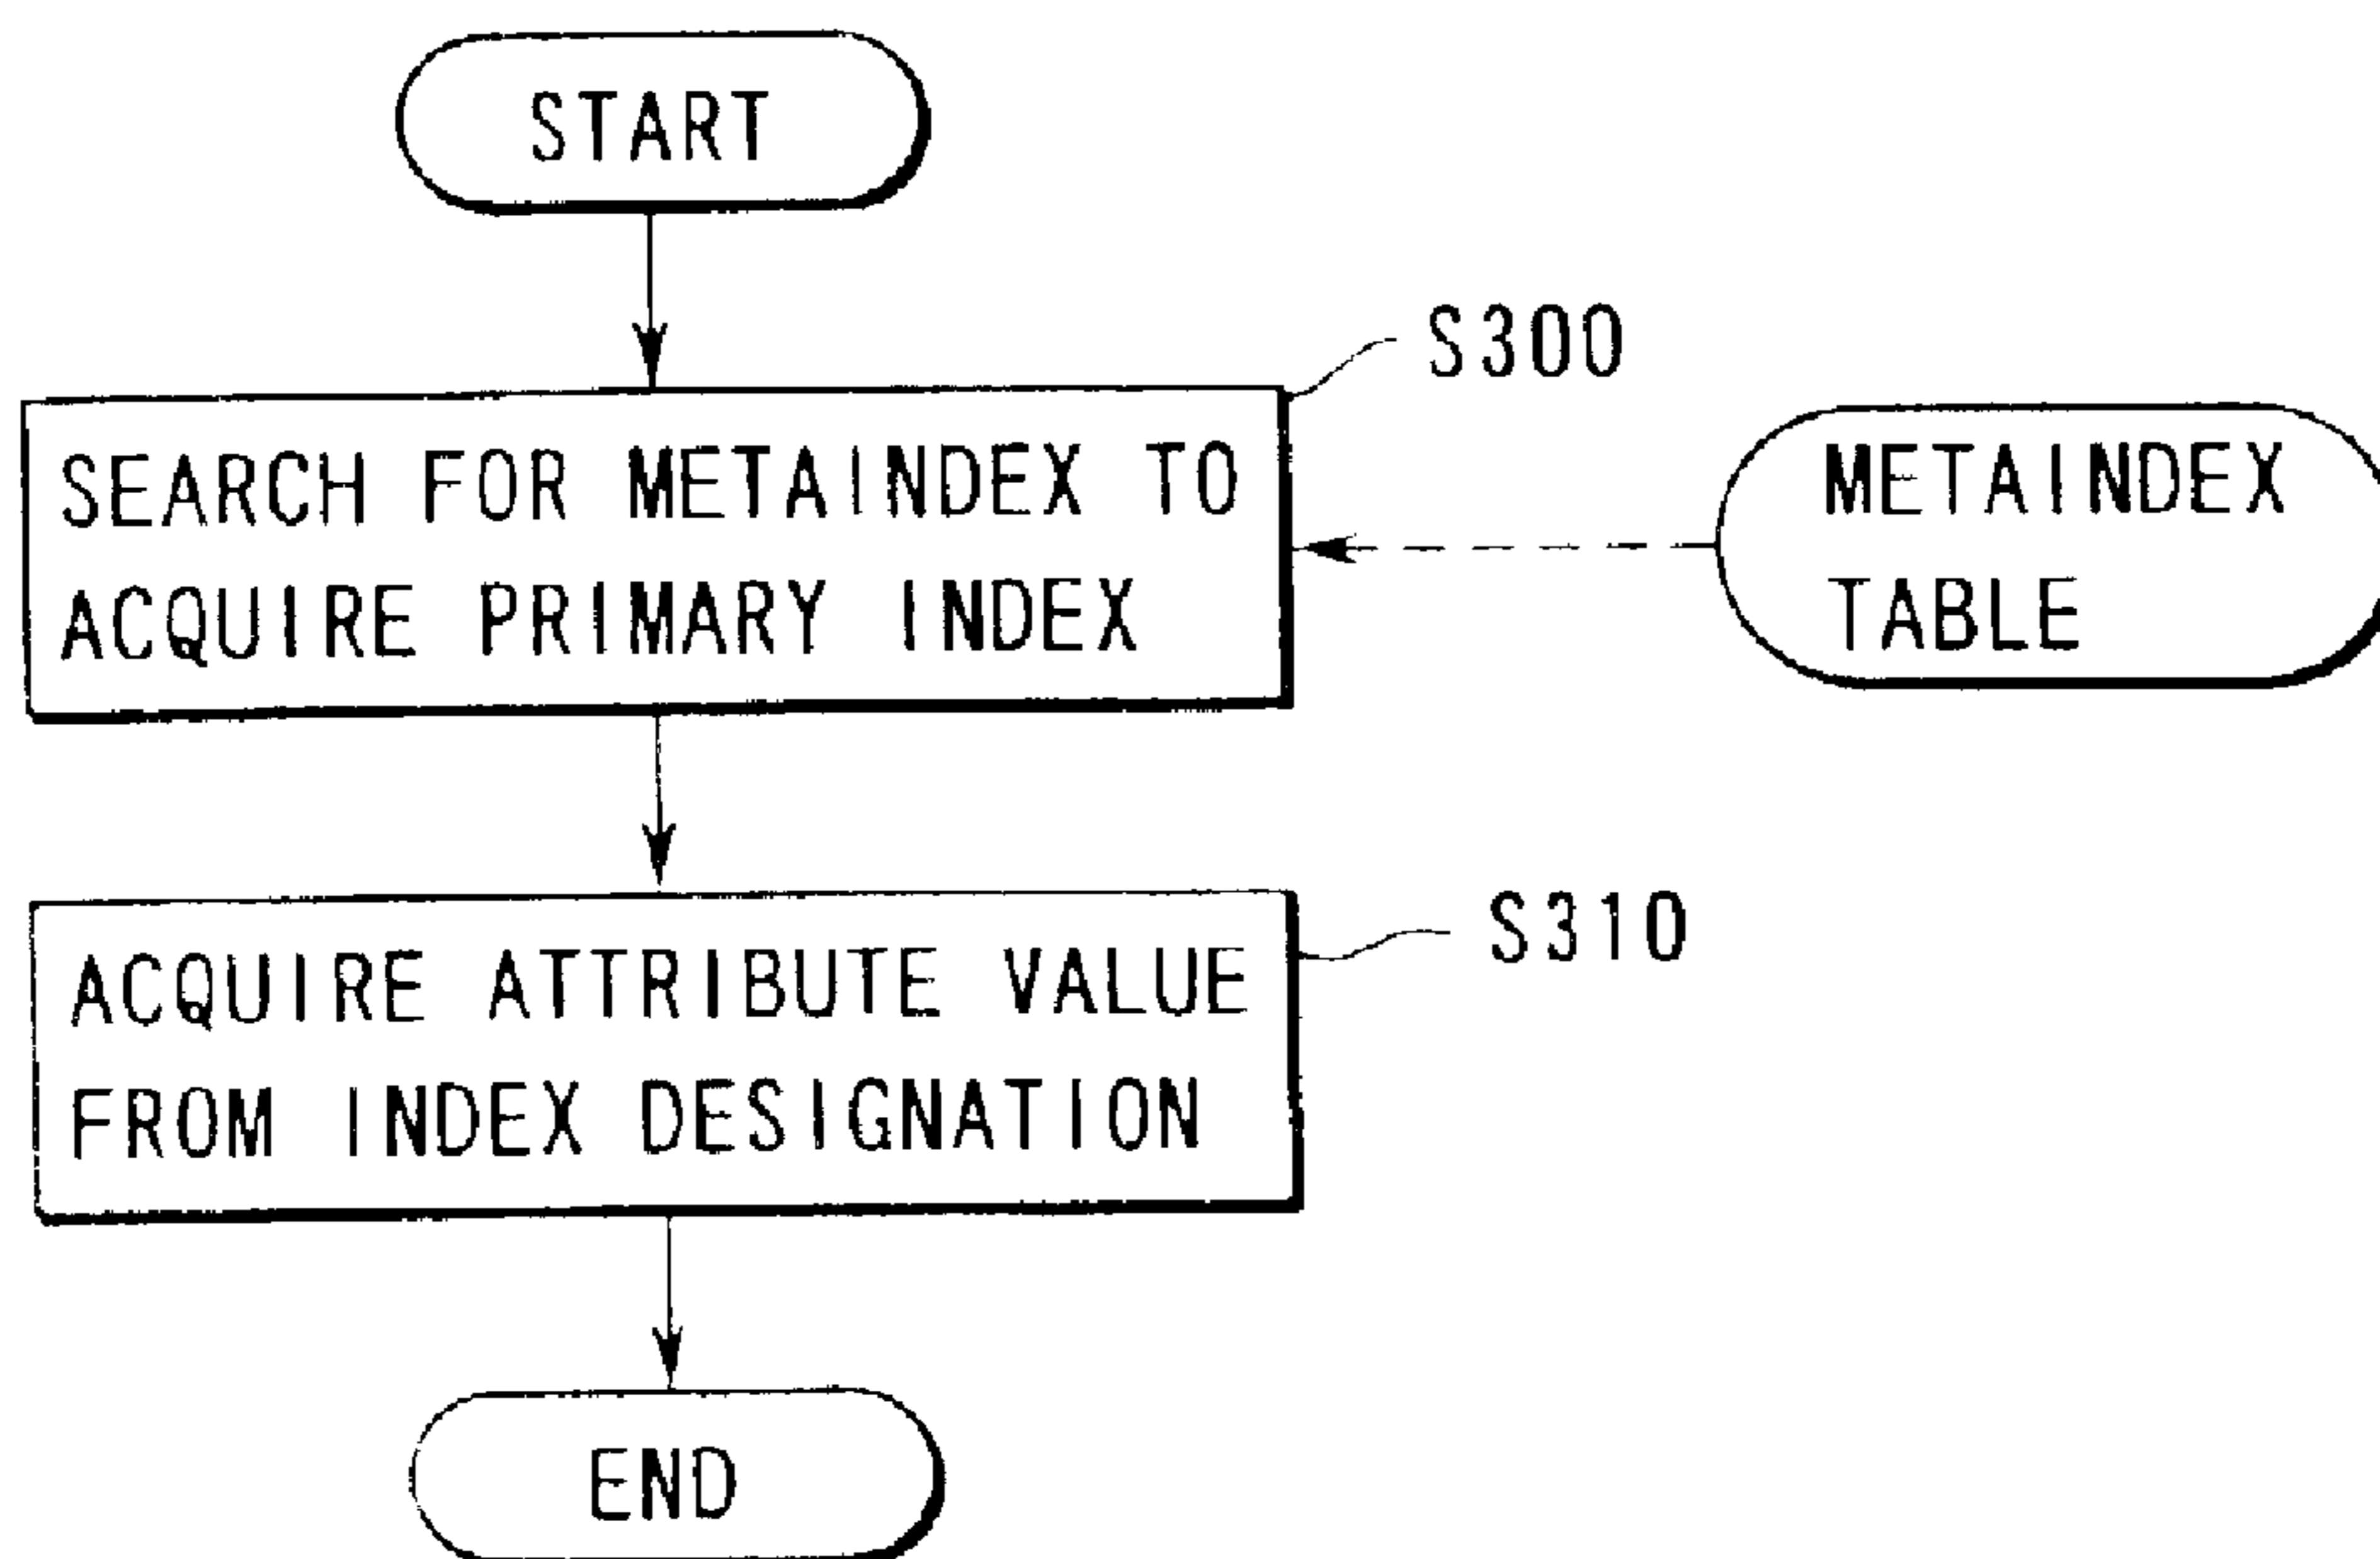 START
S300
SEARCH FOR METAINDEX TO
ACQUIRE PRIMARY INDEX
METAINDEX
TABLE
S310
ACQUIRE ATTRIBUTE VALUE
FROM INDEX DESIGNATION
END